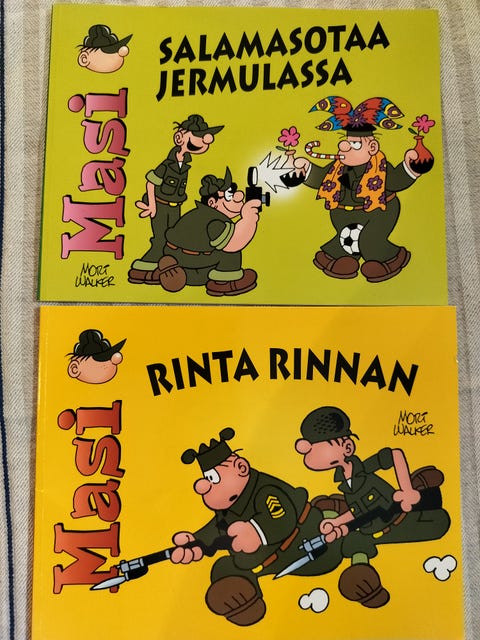 SALAMASOTAA
JERMULASSA
Masi
MORT
WALKER
RINTA RINNAN
Masi
MORT
WALKER